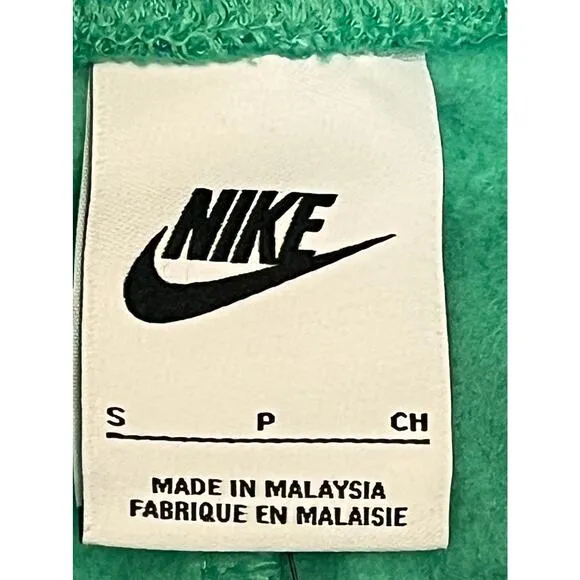 NIKE
S P CH
MADE IN MALAYSIA
FABRIQUE EN MALAISIE